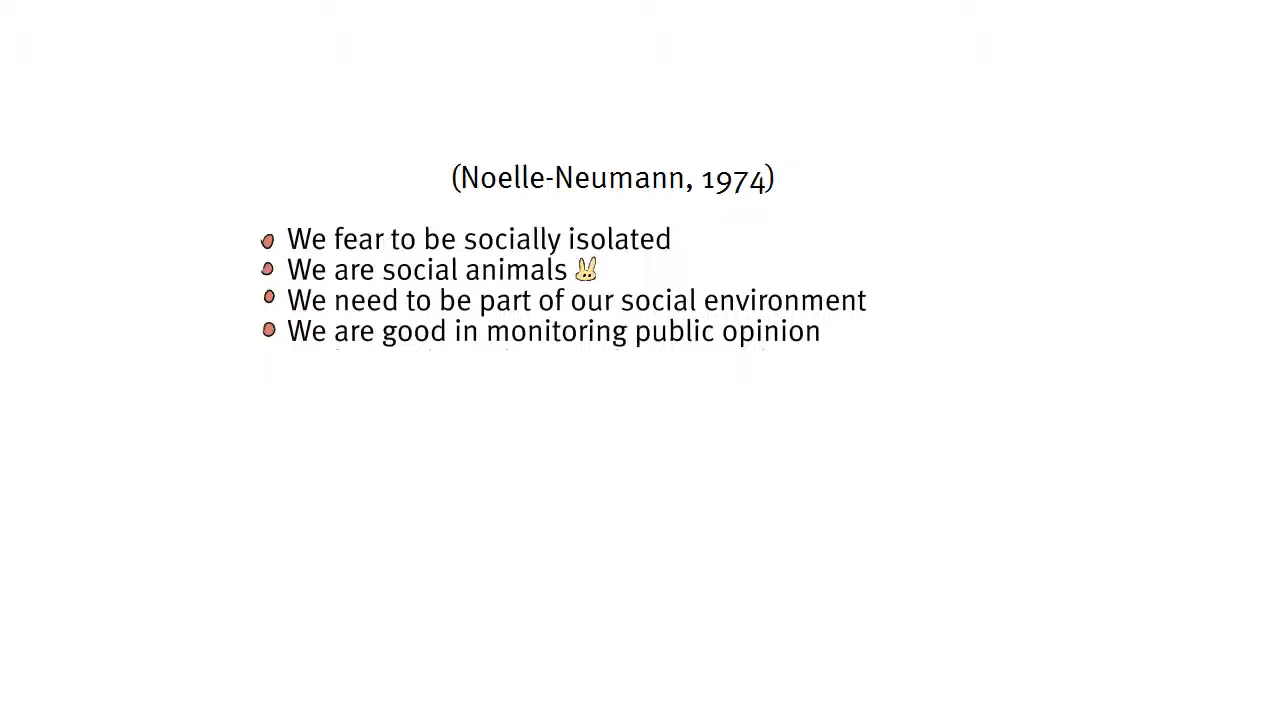 (Noelle-Neumann, 1974)
We fear to be socially isolated
We are social animals
We need to be part of our social environment
We are good in monitoring public opinion